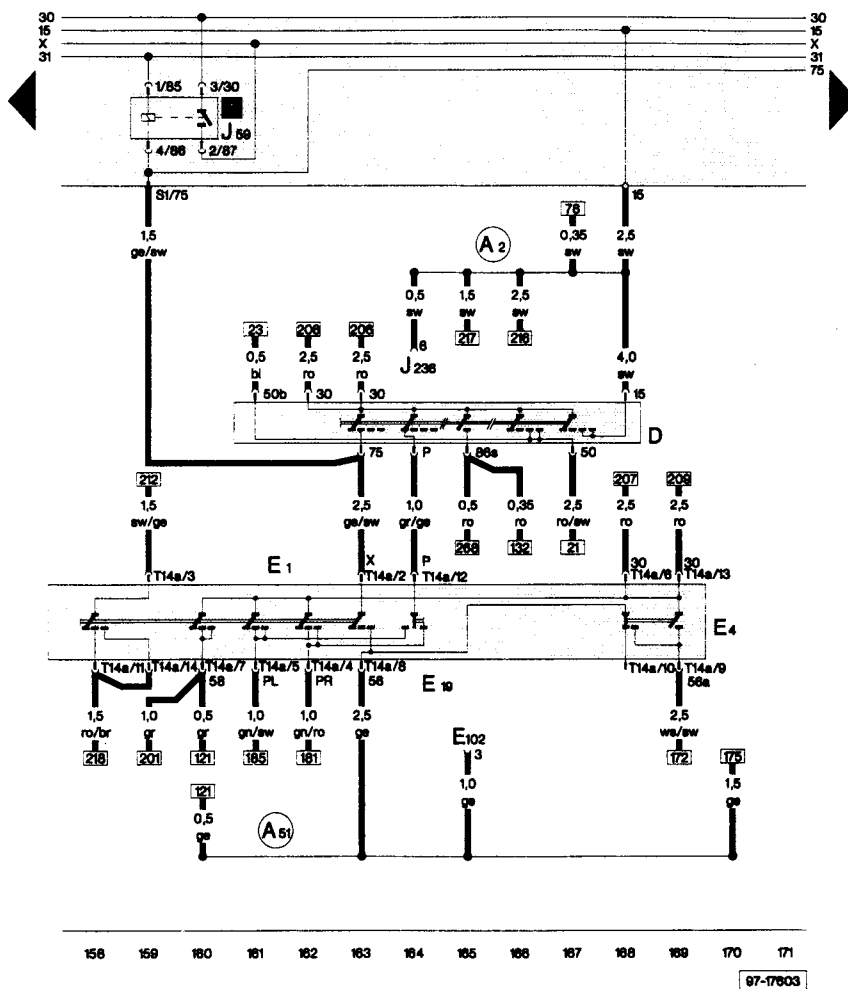 30 30
15 15
X X
31 31
75
1/85 3/30
J 59
4/86 2/87
S1/75 15
76
1,5 A 2 0,35 2,5
ge/sw sw sw
0,5 1,5 2,5
sw sw sw
23 208 206 217 216
0,5 2,5 2,5 6 4,0
bl ro ro J 236 sw
50b 30 30 15
D
75 P 86s 50
212 207 209
1,5 2,5 1,0 0,5 0,35 2,5 2,5 2,5
sw/ge ge/sw gr/ge ro ro ro/sw ro ro
268 132 21
E 1 X P 30 30
T14a/3 T14a/2 T14a/12 T14a/6 T14a/13
E 4
T14a/11 T14a/14 T14a/7 T14a/5 T14a/4 T14a/8 T14a/10 T14a/9
58 PL PR 56 E 19 56a
1,5 1,0 0,5 1,0 1,0 2,5 2,5
ro/br gr gr gn/sw gn/ro ge ws/sw
218 201 121 185 181 E102 172 175
3
121 1,0 1,5
0,5 ge ge
ge A 51
158 159 160 161 162 163 164 165 166 167 168 169 170 171
97-17603